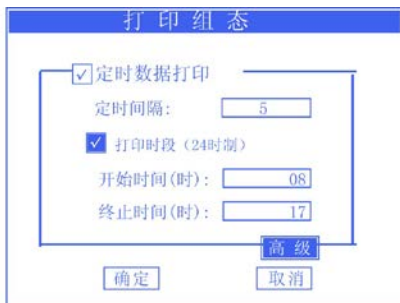 打印组态
定时数据打印
定时间隔: 5
打印时段（24时制）
开始时间(时): 08
终止时间(时): 17
高级
确定 取消